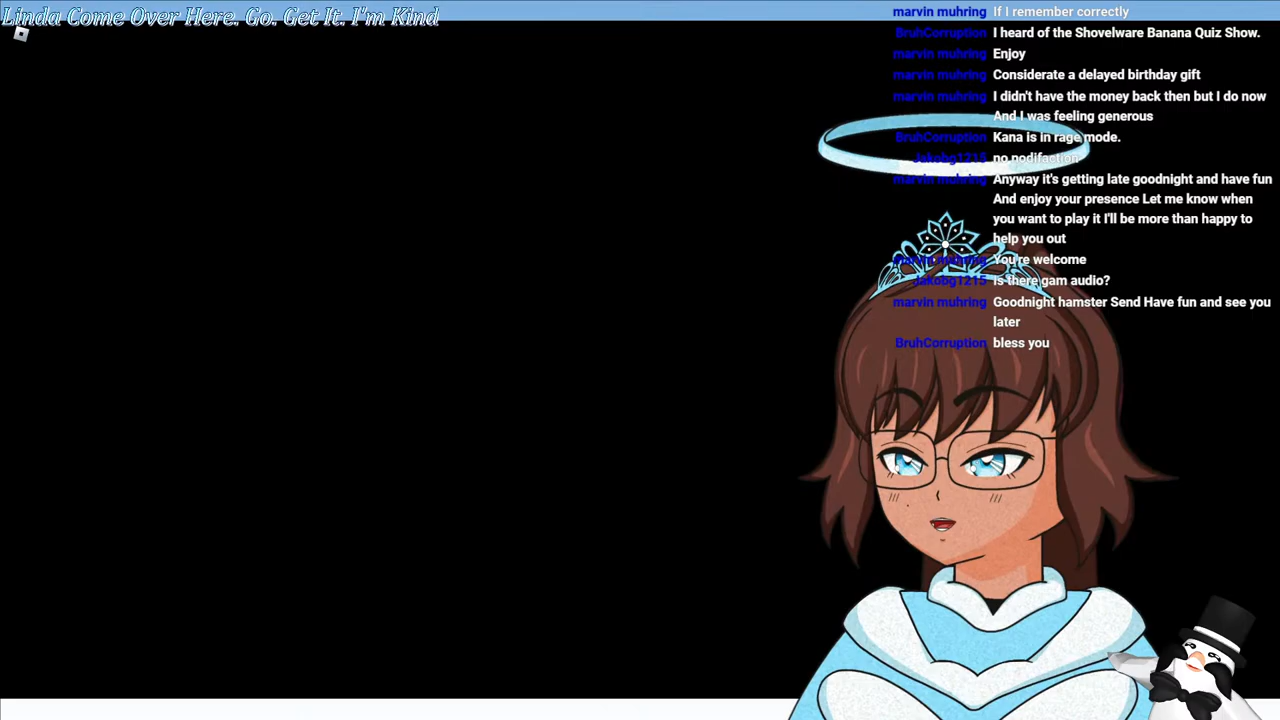 Linda Come Over Here. Go. Get It. I'm Kind
marvin muhring If I remember correctly
BruhCorruption I heard of the Shovelware Banana Quiz Show.
marvin muhring Enjoy
marvin muhring Considerate a delayed birthday gift
marvin muhring I didn't have the money back then but I do now
And I was feeling generous
BruhCorruption Kana is in rage mode.
Jakobg1215 no nodifaction
marvin muhring Anyway it's getting late goodnight and have fun
And enjoy your presence Let me know when
you want to play it I'll be more than happy to
help you out
marvin muhring You're welcome
Jakobg1215 is there gam audio?
marvin muhring Goodnight hamster Send Have fun and see you
later
BruhCorruption bless you